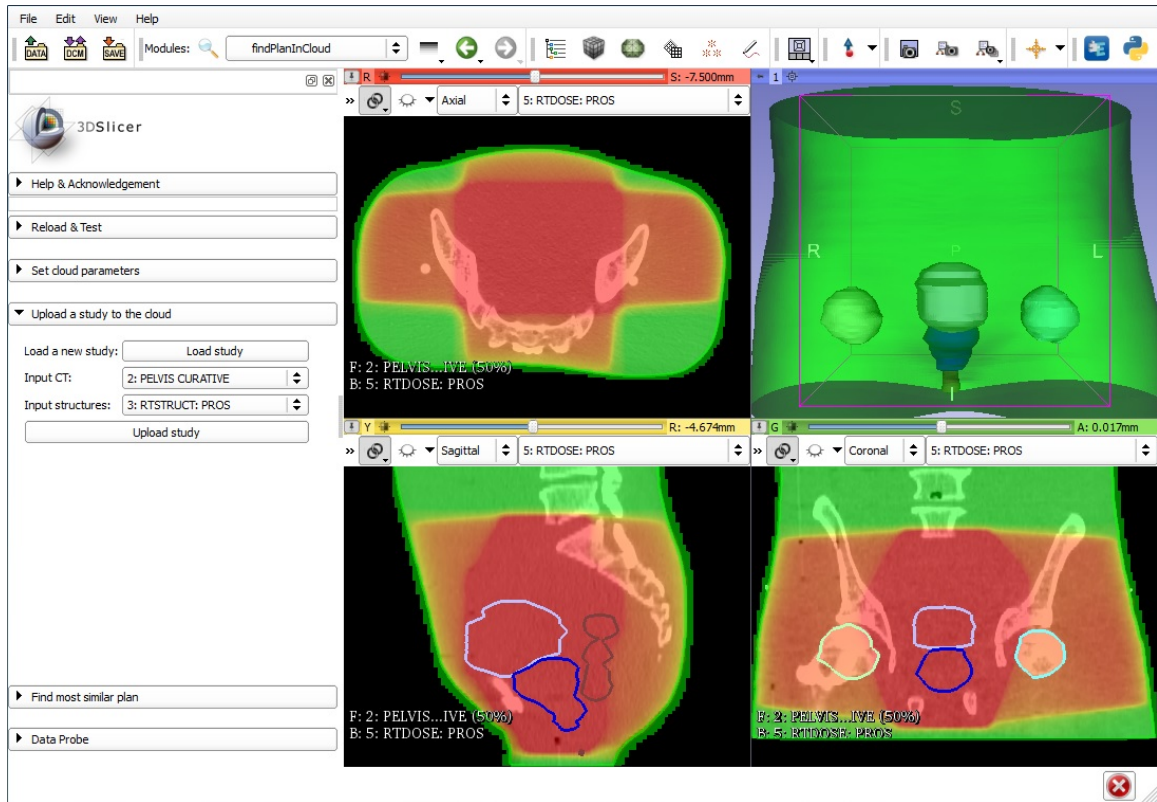 File Edit View Help
DATA DCM SAVE Modules: findPlanInCloud
3DSlicer
Help & Acknowledgement
Reload & Test
Set cloud parameters
Upload a study to the cloud
Load a new study: Load study
Input CT: 2: PELVIS CURATIVE
Input structures: 3: RTSTRUCT: PROS
Upload study
Find most similar plan
Data Probe
R S: -7.500mm
Axial 5: RTDOSE: PROS
F: 2: PELVIS...IVE (50%)
B: 5: RTDOSE: PROS
1
S
R P L
I
Y R: -4.674mm
Sagittal 5: RTDOSE: PROS
F: 2: PELVIS...IVE (50%)
B: 5: RTDOSE: PROS
G A: 0.017mm
Coronal 5: RTDOSE: PROS
F: 2: PELVIS...IVE (50%)
B: 5: RTDOSE: PROS